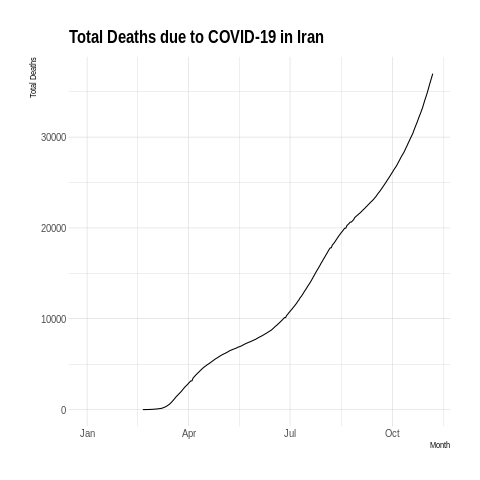 Total Deaths due to COVID-19 in Iran
Total Deaths
30000
20000
10000
0
Jan Apr Jul Oct
Month